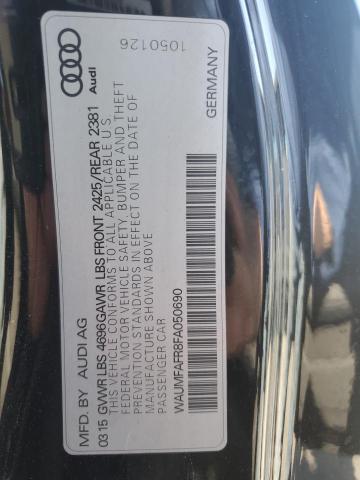 MFD. BY AUDI AG
0315 GVWR LBS 4696 GAWR LBS FRONT 2425/REAR 2381
THIS VEHICLE CONFORMS TO ALL APPLICABLE U S
FEDERAL MOTOR VEHICLE SAFETY, BUMPER AND THEFT
PREVENTION STANDARDS IN EFFECT ON THE DATE OF
MANUFACTURE SHOWN ABOVE
PASSENGER CAR
WAUMFAFR8FA050690
GERMANY
Audi
1050126